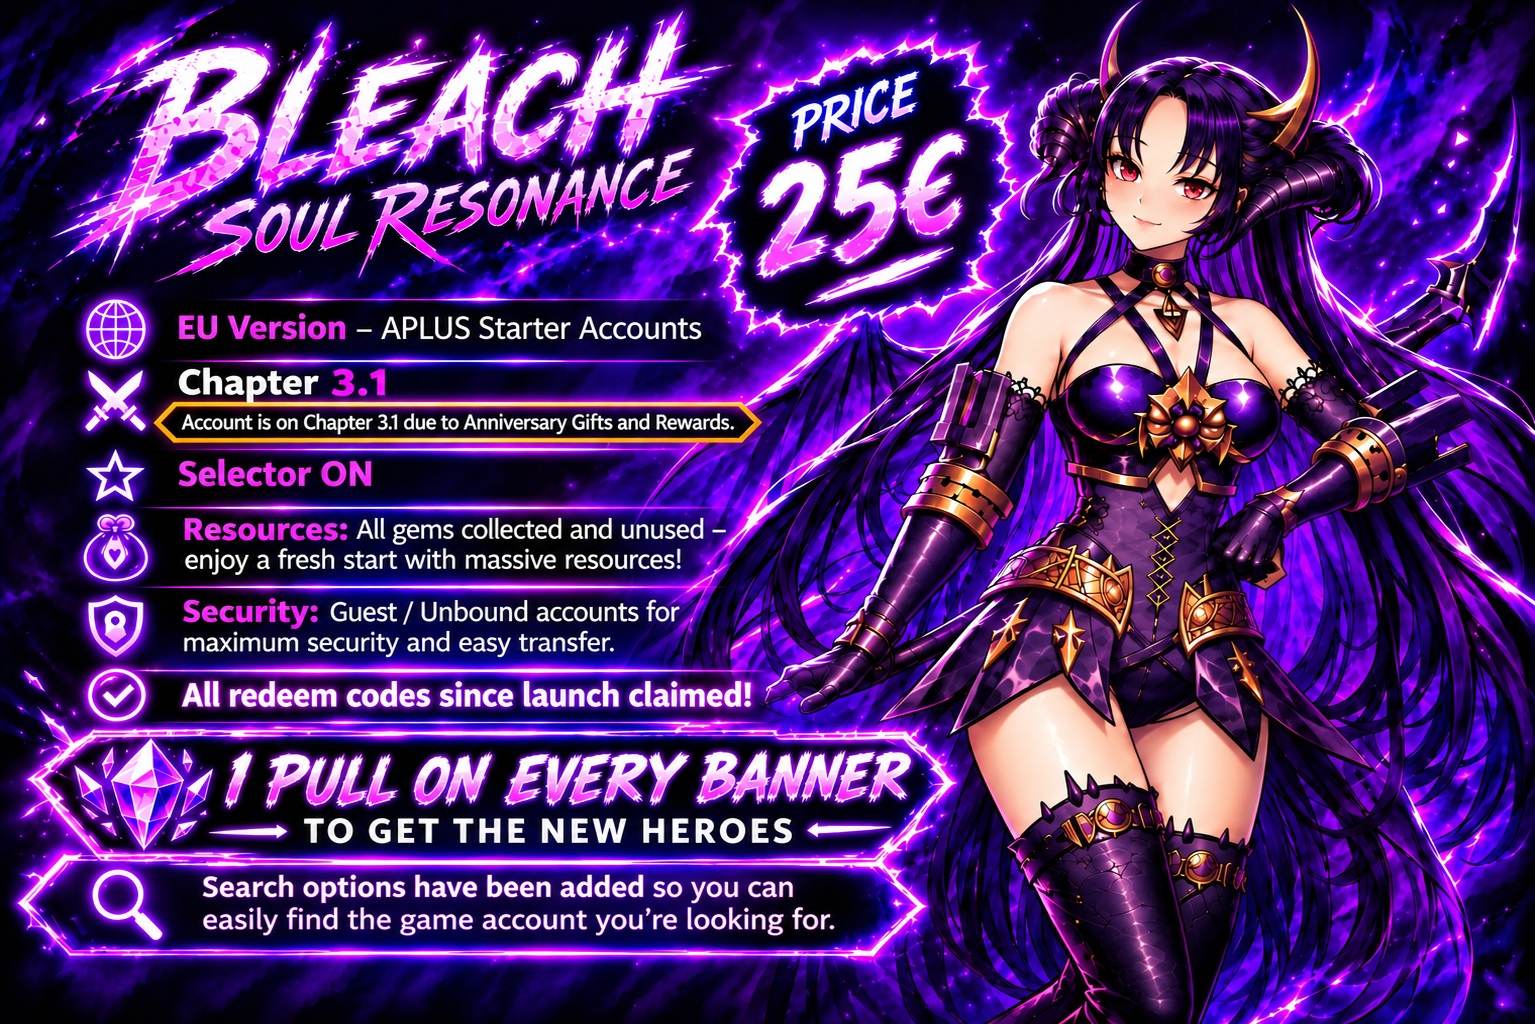 BLEACH
SOUL RESONANCE
PRICE
25€
EU Version – APLUS Starter Accounts
Chapter 3.1
Account is on Chapter 3.1 due to Anniversary Gifts and Rewards.
Selector ON
Resources: All gems collected and unused –
enjoy a fresh start with massive resources!
Security: Guest / Unbound accounts for
maximum security and easy transfer.
All redeem codes since launch claimed!
1 PULL ON EVERY BANNER
TO GET THE NEW HEROES
Search options have been added so you can
easily find the game account you're looking for.